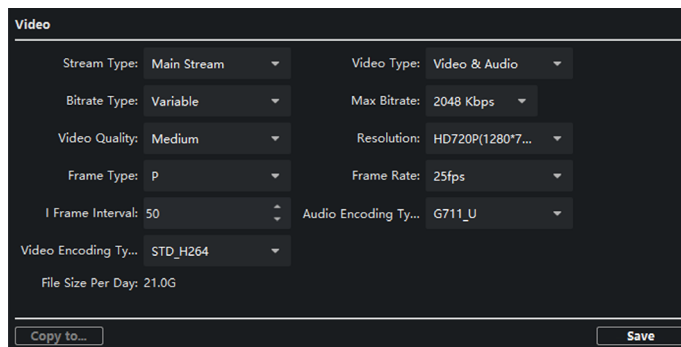 Video
Stream Type: Main Stream Video Type: Video & Audio
Bitrate Type: Variable Max Bitrate: 2048 Kbps
Video Quality: Medium Resolution: HD720P(1280*7...
Frame Type: P Frame Rate: 25fps
I Frame Interval: 50 Audio Encoding Ty... G711_U
Video Encoding Ty... STD_H264
File Size Per Day: 21.0G
Copy to... Save